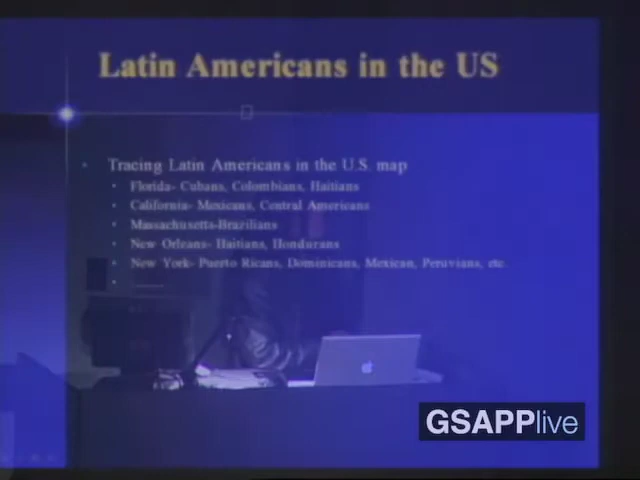 Latin Americans in the US
Tracing Latin Americans in the U.S. map
Florida- Cubans, Colombians, Haitians
California- Mexicans, Central Americans
Massachusetts-Brazilians
New Orleans- Haitians, Hondurans
New York- Puerto Ricans, Dominicans, Mexican, Peruvians, etc.
GSAPPlive